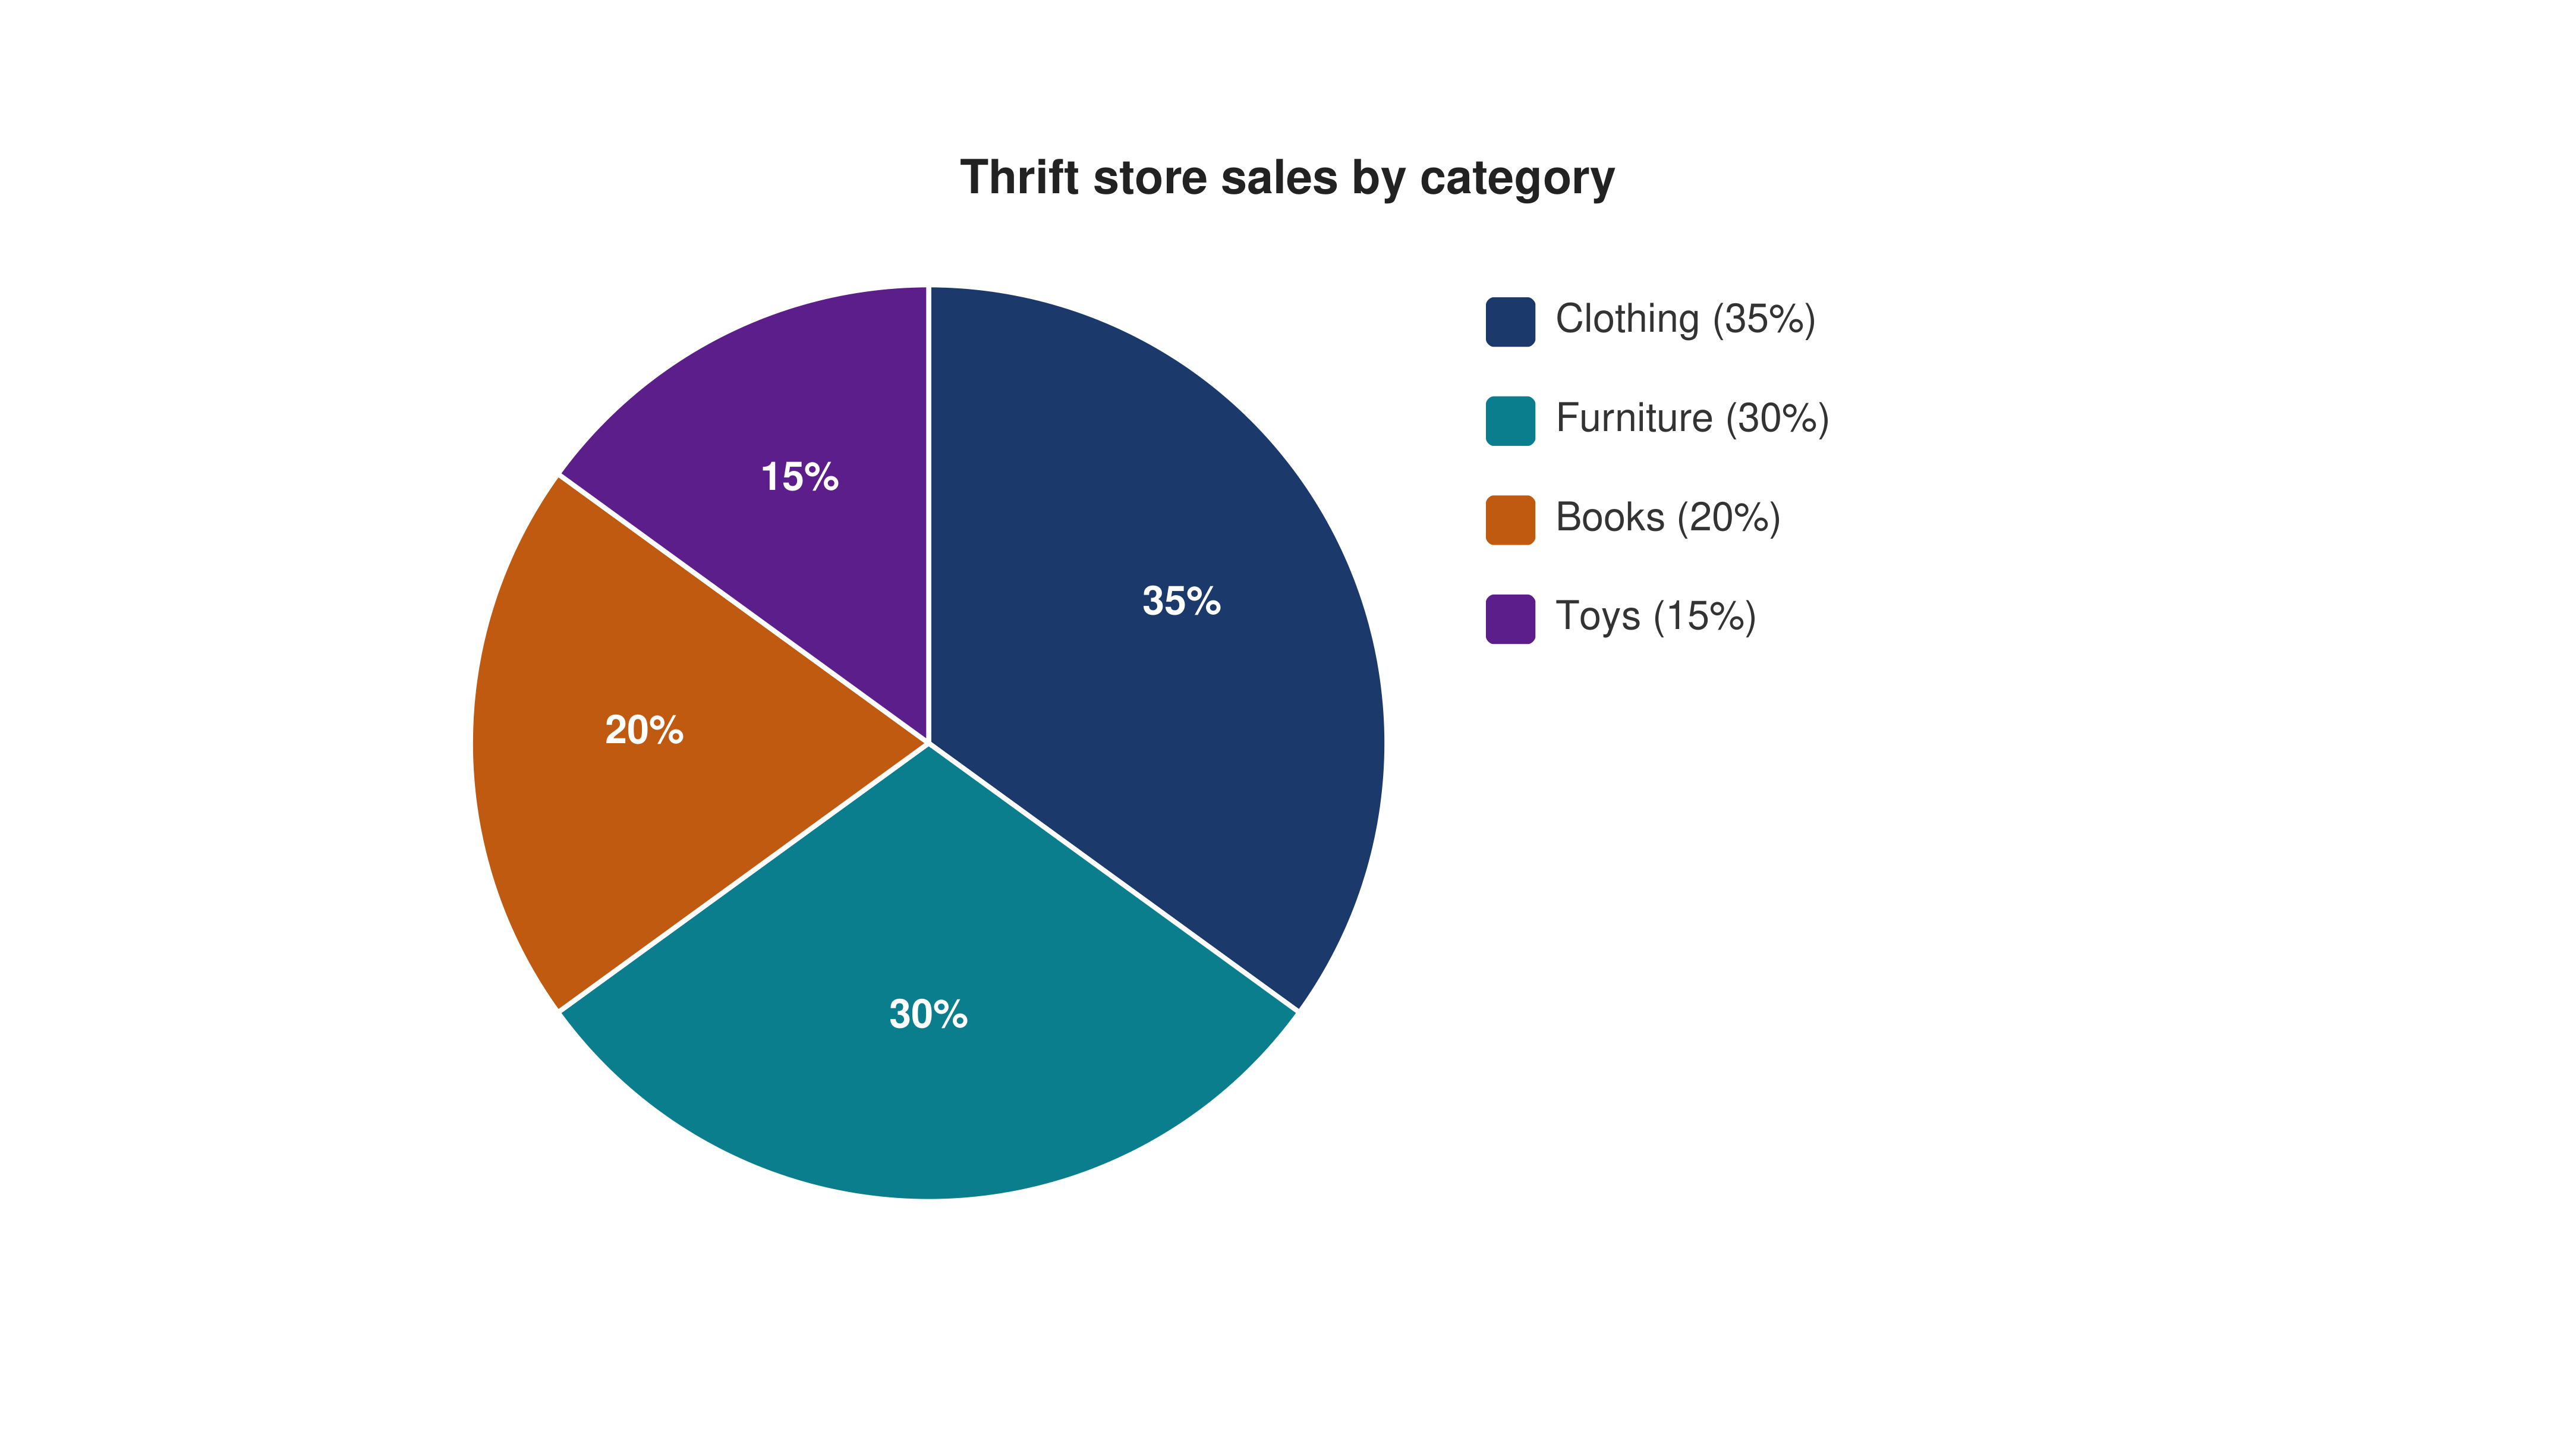 Thrift store sales by category
Clothing (35%)
Furniture (30%)
Books (20%)
Toys (15%)
15%
35%
20%
30%